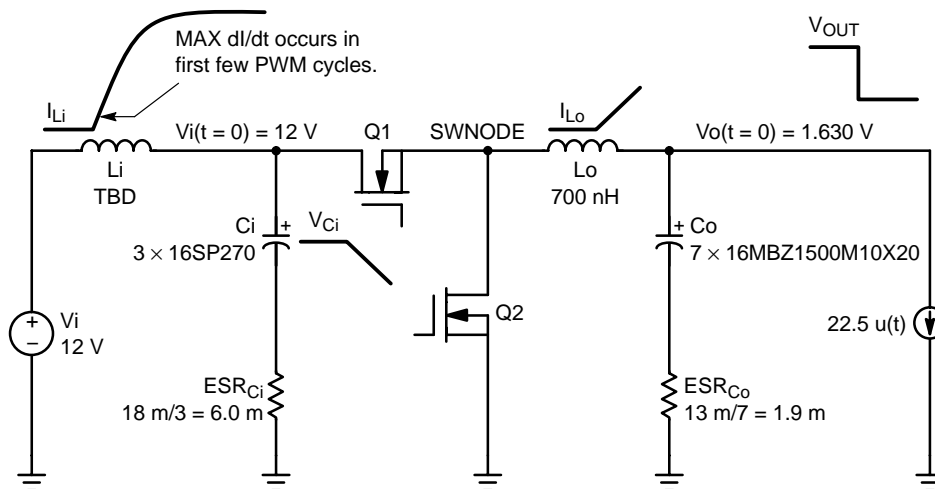 MAX dI/dt occurs in
first few PWM cycles.
V_OUT
I_Li
Vi(t = 0) = 12 V
Q1
SWNODE
I_Lo
Vo(t = 0) = 1.630 V
Li
TBD
Lo
700 nH
Ci
+
3 × 16SP270
V_Ci
+
Co
7 × 16MBZ1500M10X20
Q2
+
−
Vi
12 V
22.5 u(t)
ESR_Ci
18 m/3 = 6.0 m
ESR_Co
13 m/7 = 1.9 m